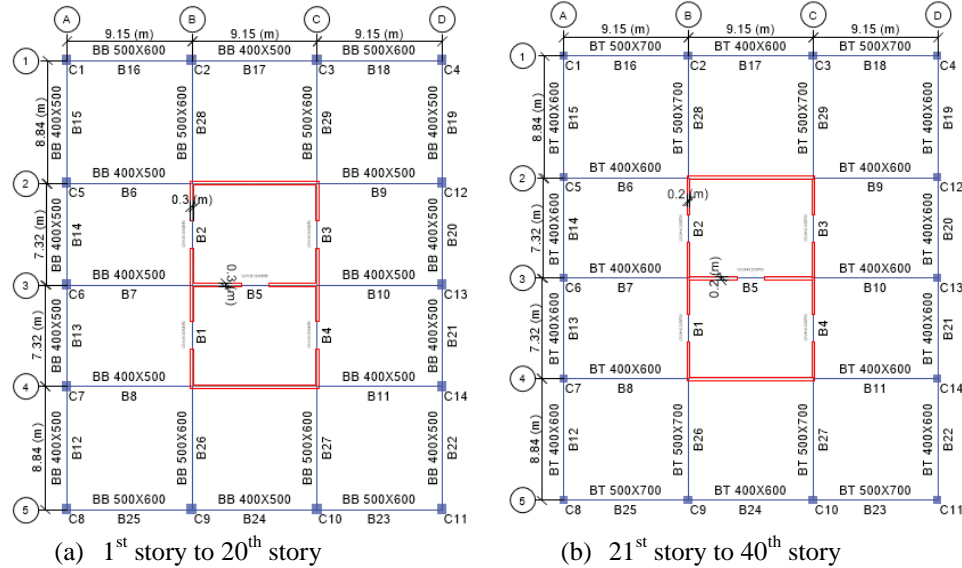 A B C D
9.15 (m) 9.15 (m) 9.15 (m)
BB 500X600 BB 400X500 BB 500X600
1
C1 B16 C2 B17 C3 B18 C4
8.84 (m)
BB 400X500 B15 BB 500X600 B28 BB 500X600 B29 BB 400X500 B19
BB 400X500 BB 400X500
2
C5 B6 B9 C12
0.3 (m)
7.32 (m)
BB 400X500 B14 B2 B3 BB 400X500 B20
BB 400X500 BB 400X500
3
C6 B7 0.3 (m) B5 B10 C13
7.32 (m)
BB 400X500 B13 B1 B4 BB 400X500 B21
BB 400X500 BB 400X500
4
C7 B8 B11 C14
8.84 (m)
BB 400X500 B12 BB 500X600 B26 BB 500X600 B27 BB 400X500 B22
BB 500X600 BB 400X500 BB 500X600
5
C8 B25 C9 B24 C10 B23 C11
(a) 1st story to 20th story
A B C D
9.15 (m) 9.15 (m) 9.15 (m)
BT 500X700 BT 400X600 BT 500X700
1
C1 B16 C2 B17 C3 B18 C4
8.84 (m)
BT 400X600 B15 BT 500X700 B28 BT 500X700 B29 BT 400X600 B19
BT 400X600 BT 400X600
2
C5 B6 B9 C12
0.2 (m)
7.32 (m)
BT 400X600 B14 B2 B3 BT 400X600 B20
BT 400X600 BT 400X600
3
C6 B7 0.2 (m) B5 B10 C13
7.32 (m)
BT 400X600 B13 B1 B4 BT 400X600 B21
BT 400X600 BT 400X600
4
C7 B8 B11 C14
8.84 (m)
BT 400X600 B12 BT 500X700 B26 BT 500X700 B27 BT 400X600 B22
BT 500X700 BT 400X600 BT 500X700
5
C8 B25 C9 B24 C10 B23 C11
(b) 21st story to 40th story